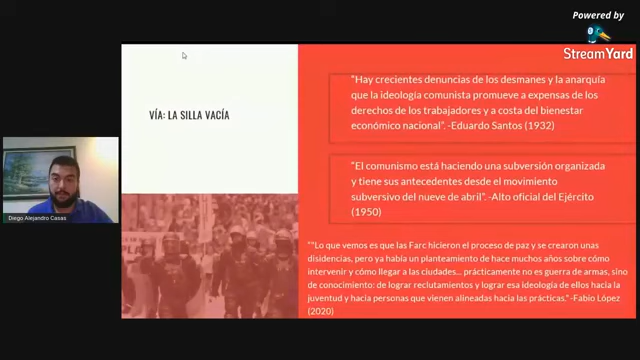 Powered by
StreamYard
VÍA: LA SILLA VACÍA
"Hay crecientes denuncias de los desmanes y la anarquía
que la ideología comunista promueve a expensas de los
derechos de los trabajadores y a costa del bienestar
económico nacional". -Eduardo Santos (1932)
"El comunismo está haciendo una subversión organizada
y tiene sus antecedentes desde el movimiento
subversivo del nueve de abril". -Alto oficial del Ejército
(1950)
""Lo que vemos es que las Farc hicieron el proceso de paz y se crearon unas
disidencias, pero ya había un planteamiento de hace muchos años sobre cómo
intervenir y cómo llegar a las ciudades... prácticamente no es guerra de armas, sino
de conocimiento: de lograr reclutamientos y lograr esa ideología de ellos hacia la
juventud y hacia personas que vienen alineadas hacia las prácticas." -Fabio López
(2020)
Diego Alejandro Casas